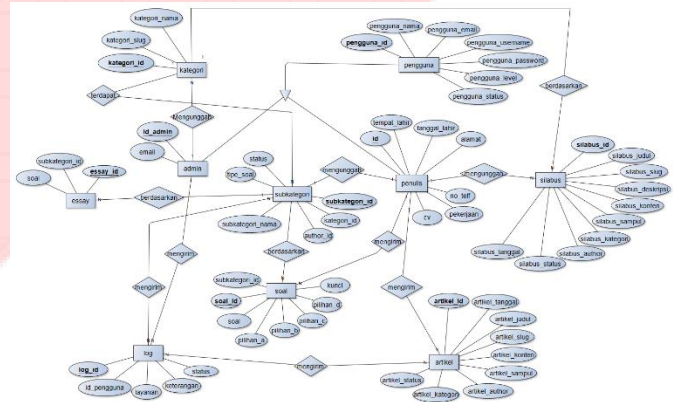 kategori_nama
kategori_slug
kategori_id
kategori
pengguna_nama
pengguna_email
pengguna_id
pengguna_username
pengguna_password
pengguna
pengguna_level
pengguna_status
terdapat
Mengunggah
berdasarkan
id_admin
email
admin
status
tipo_soal
tempat_lahir
tanggal_lahir
id
alamat
mengunggah
penulis
mengunggah
silabus_id
silabus
silabus_judul
silabus_slug
silabus_deskripsi
silabus_konten
silabus_sampul
silabus_kategori
silabus_author
silabus_status
silabus_tanggal
subkategori_id
essay_id
soal
essay
berdasarkan
subkategori
subkategori_id
kategori_id
author_id
subkategori_nama
no_telf
pekerjaan
cv
berdasarkan
mengirim
mengirim
mengirim
mengirim
subkategori_id
kunci
soal_id
soal
pilihan_d
soal
pilihan_c
pilihan_a
pilihan_b
mengirim
artikel_id
artikel_tanggal
artikel_judul
artikel_slug
artikel_konten
artikel_sampul
artikel_author
artikel_kategori
artikel_status
artikel
log
log_id
status
id_pengguna
layanan
keterangan